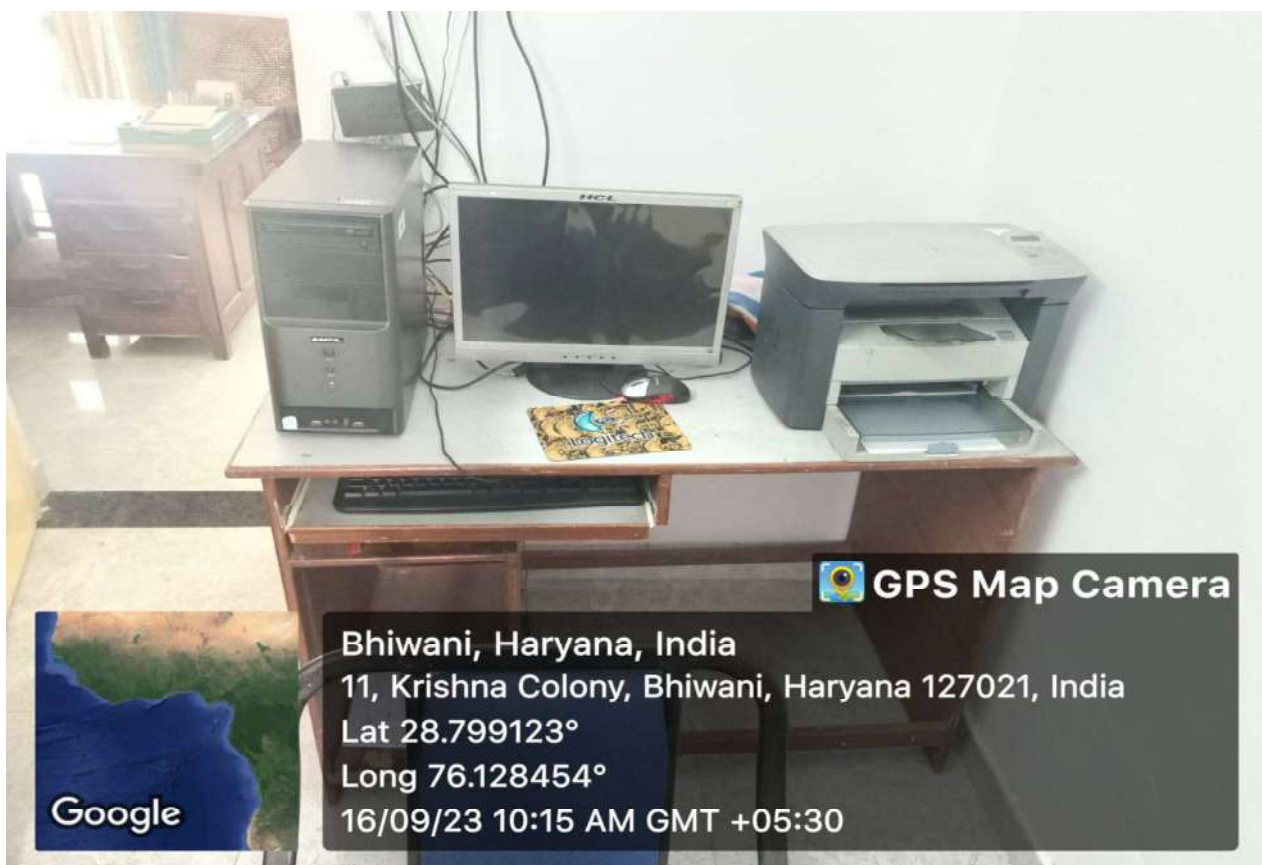 HCL
Logitech
GPS Map Camera
Bhiwani, Haryana, India
11, Krishna Colony, Bhiwani, Haryana 127021, India
Lat 28.799123°
Long 76.128454°
16/09/23 10:15 AM GMT +05:30
Google